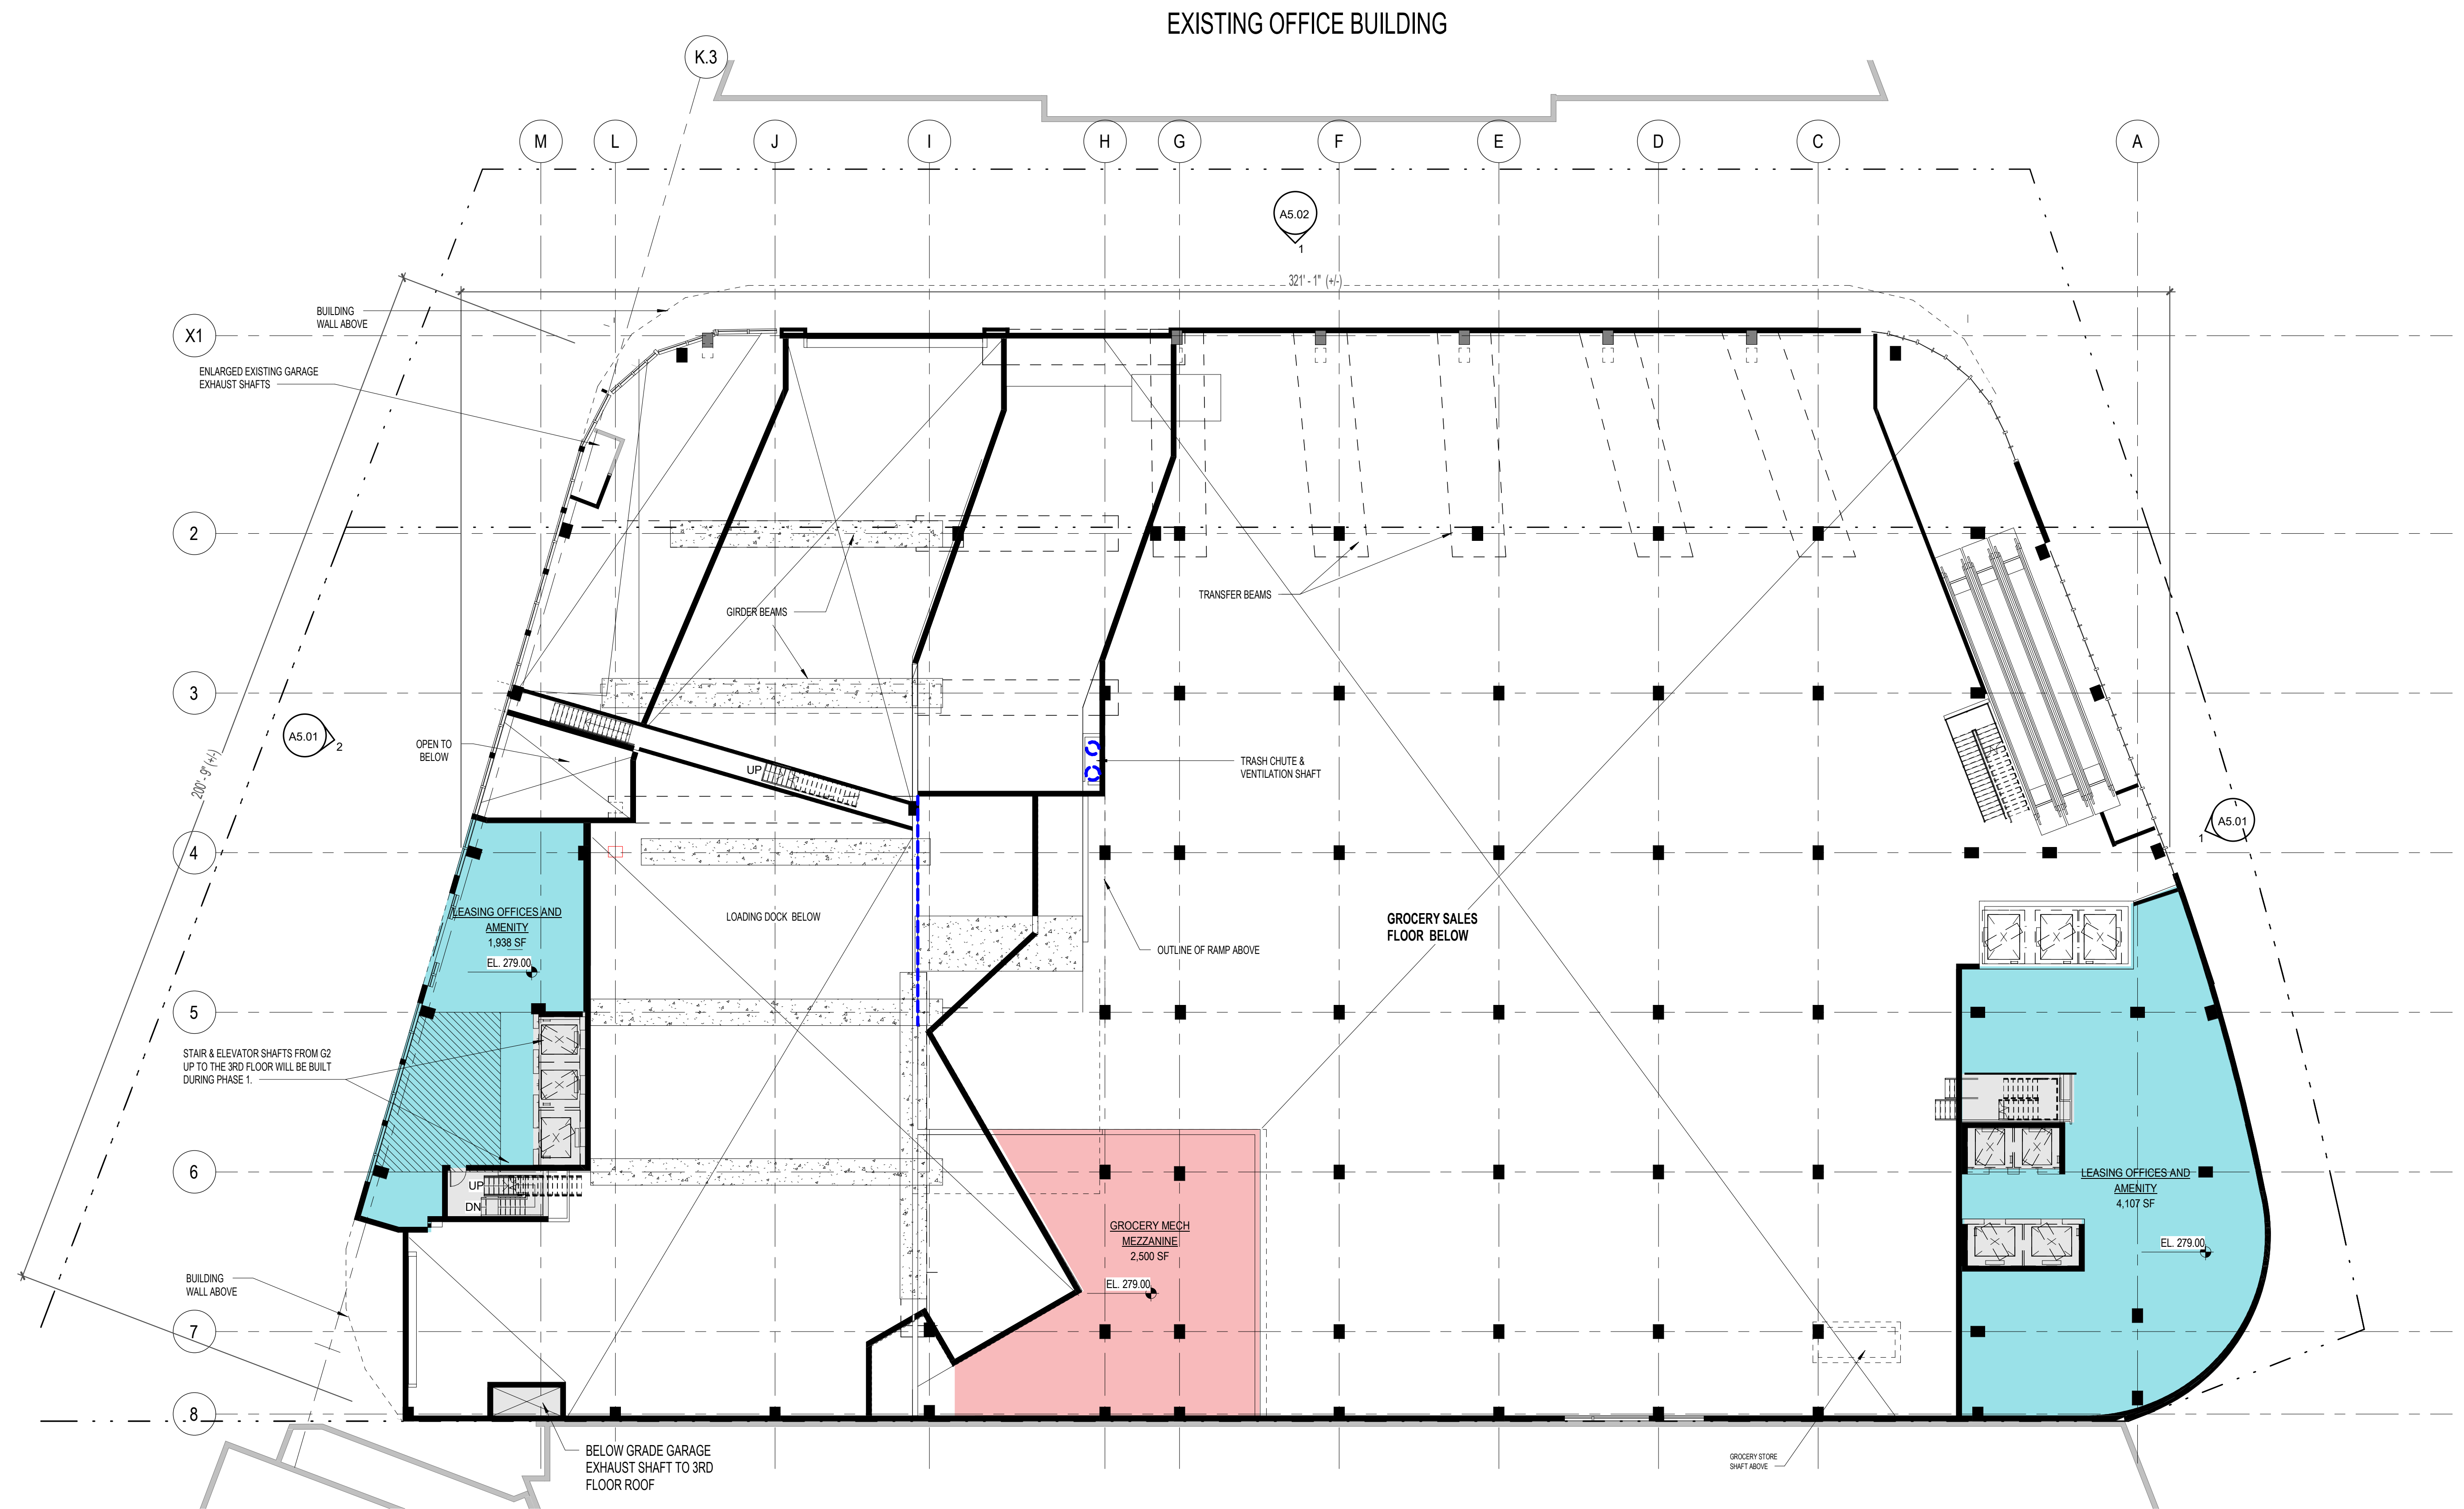 EXISTING OFFICE BUILDING
K.3
M
L
J
I
H
G
F
E
D
C
A
A5.02
1
321' - 1" (+/-)
BUILDING
WALL ABOVE
X1
ENLARGED EXISTING GARAGE
EXHAUST SHAFTS
2
TRANSFER BEAMS
GIRDER BEAMS
3
A5.01
2
OPEN TO
BELOW
200' - 9" (+/-)
UP
TRASH CHUTE &
VENTILATION SHAFT
A5.01
1
4
LEASING OFFICES AND
AMENITY
1,938 SF
EL. 279.00
LOADING DOCK BELOW
GROCERY SALES
FLOOR BELOW
OUTLINE OF RAMP ABOVE
5
STAIR & ELEVATOR SHAFTS FROM G2
UP TO THE 3RD FLOOR WILL BE BUILT
DURING PHASE 1.
6
UP
DN
LEASING OFFICES AND
AMENITY
4,107 SF
EL. 279.00
GROCERY MECH
MEZZANINE
2,500 SF
EL. 279.00
BUILDING
WALL ABOVE
7
8
BELOW GRADE GARAGE
EXHAUST SHAFT TO 3RD
FLOOR ROOF
GROCERY STORE
SHAFT ABOVE